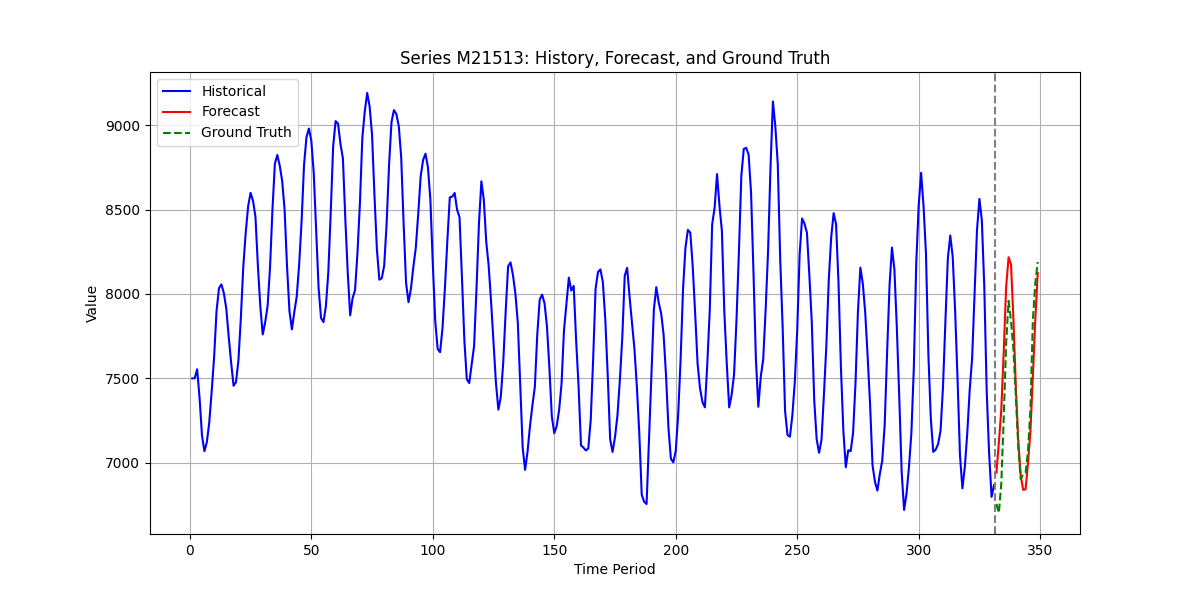 Series M21513: History, Forecast, and Ground Truth
Historical
Forecast
Ground Truth
9000
8500
8000
7500
7000
Value
0 50 100 150 200 250 300 350
Time Period